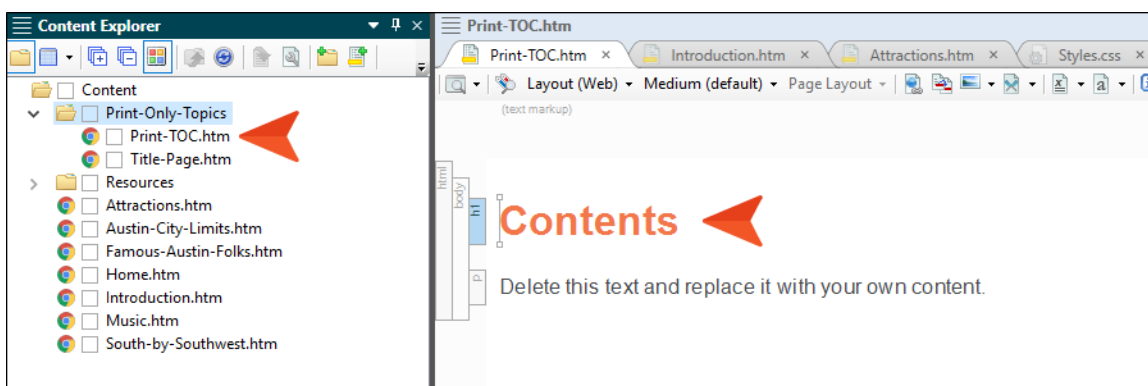 Content Explorer
Content
Print-Only-Topics
Print-TOC.htm
Title-Page.htm
Resources
Attractions.htm
Austin-City-Limits.htm
Famous-Austin-Folks.htm
Home.htm
Introduction.htm
Music.htm
South-by-Southwest.htm
Print-TOC.htm
Print-TOC.htm × Introduction.htm × Attractions.htm × Styles.css ×
Layout (Web) Medium (default) Page Layout x a
(text markup)
html
body
h1
Contents
p
Delete this text and replace it with your own content.